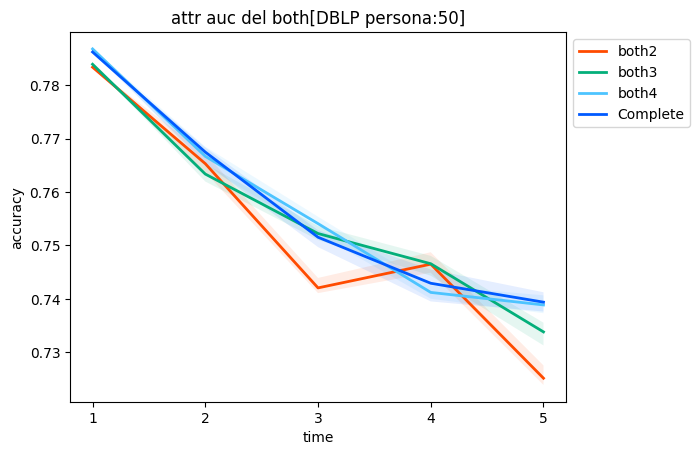 attr auc del both[DBLP persona:50]
both2
both3
both4
Complete
accuracy
0.78
0.77
0.76
0.75
0.74
0.73
1 2 3 4 5
time